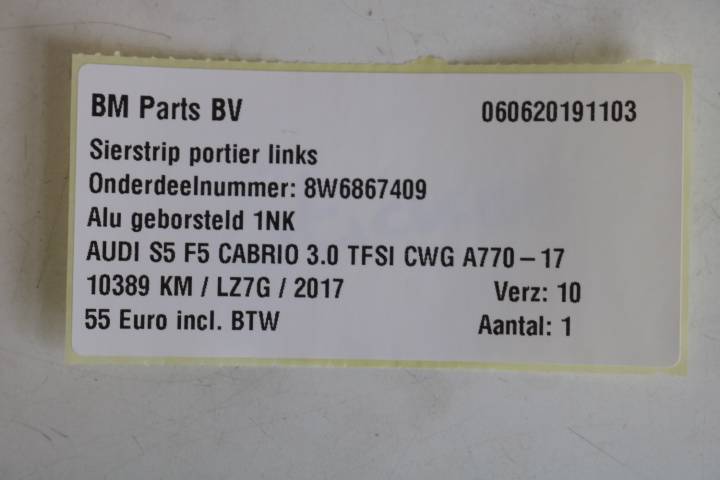 BM Parts BV 060620191103
Sierstrip portier links
Onderdeelnummer: 8W6867409
Alu geborsteld 1NK
AUDI S5 F5 CABRIO 3.0 TFSI CWG A770-17
10389 KM / LZ7G / 2017 Verz: 10
55 Euro incl. BTW Aantal: 1